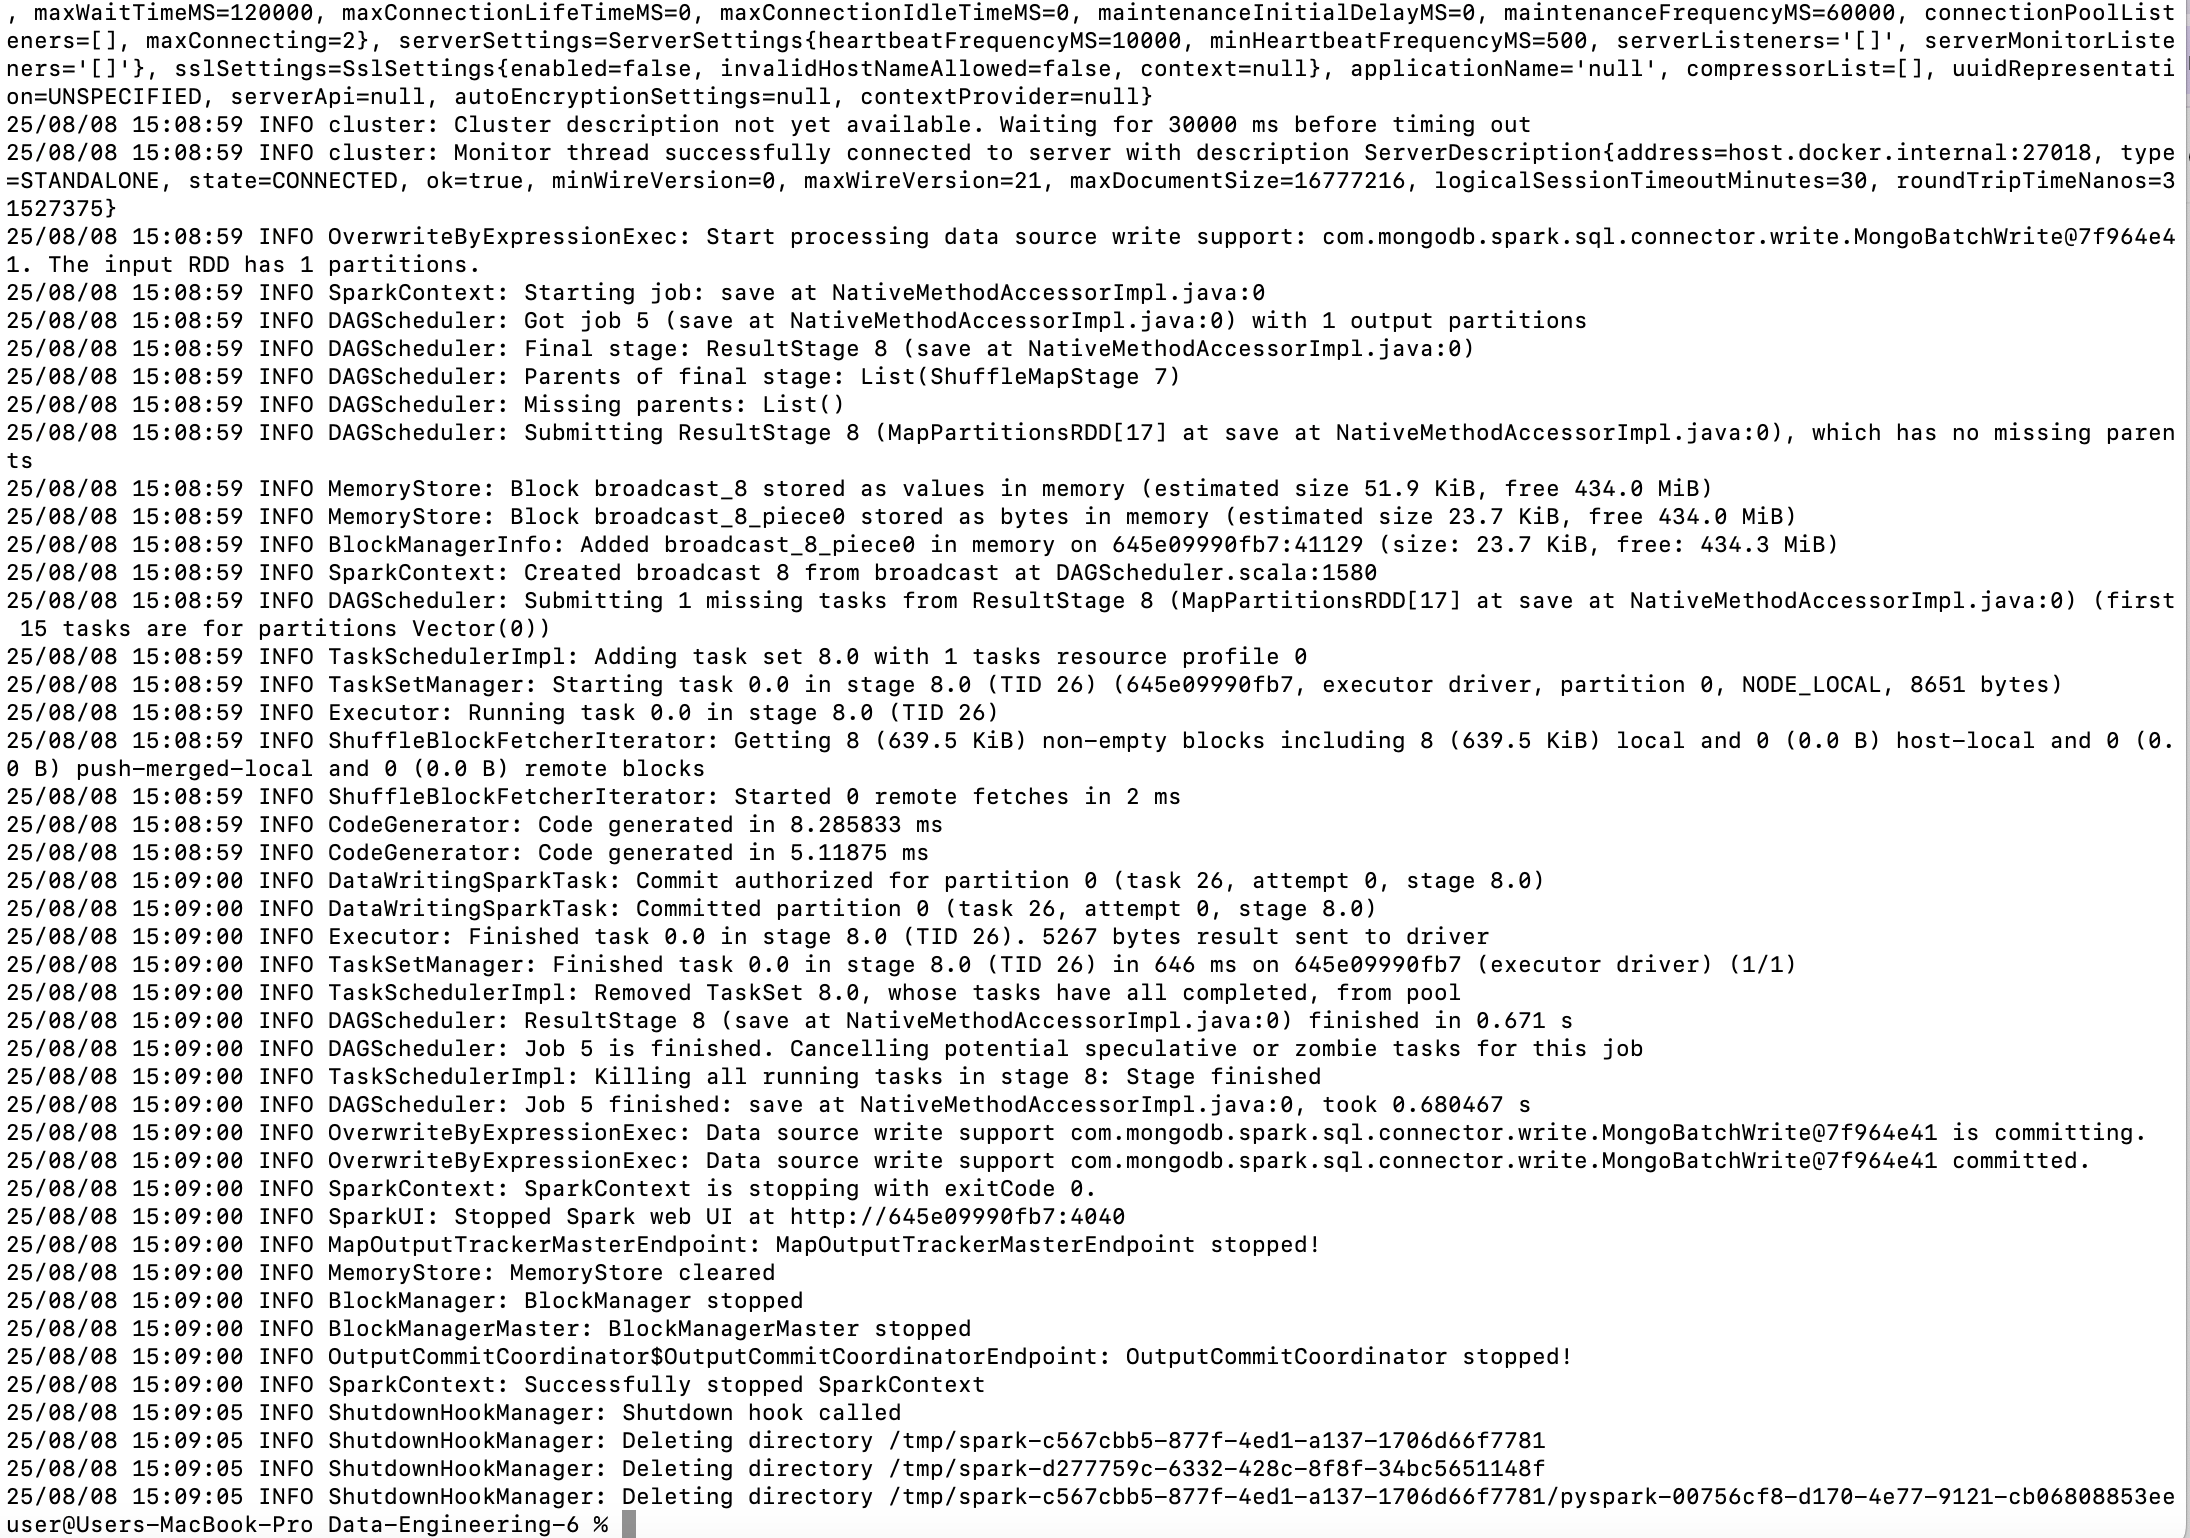 , maxWaitTimeMS=120000, maxConnectionLifeTimeMS=0, maxConnectionIdleTimeMS=0, maintenanceInitialDelayMS=0, maintenanceFrequencyMS=60000, connectionPoolList
eners=[], maxConnecting=2}, serverSettings=ServerSettings{heartbeatFrequencyMS=10000, minHeartbeatFrequencyMS=500, serverListeners='[]', serverMonitorListe
ners='[]'}, sslSettings=SslSettings{enabled=false, invalidHostNameAllowed=false, context=null}, applicationName='null', compressorList=[], uuidRepresentati
on=UNSPECIFIED, serverApi=null, autoEncryptionSettings=null, contextProvider=null}
25/08/08 15:08:59 INFO cluster: Cluster description not yet available. Waiting for 30000 ms before timing out
25/08/08 15:08:59 INFO cluster: Monitor thread successfully connected to server with description ServerDescription{address=host.docker.internal:27018, type
=STANDALONE, state=CONNECTED, ok=true, minWireVersion=0, maxWireVersion=21, maxDocumentSize=16777216, logicalSessionTimeoutMinutes=30, roundTripTimeNanos=3
1527375}
25/08/08 15:08:59 INFO OverwriteByExpressionExec: Start processing data source write support: com.mongodb.spark.sql.connector.write.MongoBatchWrite@7f964e4
1. The input RDD has 1 partitions.
25/08/08 15:08:59 INFO SparkContext: Starting job: save at NativeMethodAccessorImpl.java:0
25/08/08 15:08:59 INFO DAGScheduler: Got job 5 (save at NativeMethodAccessorImpl.java:0) with 1 output partitions
25/08/08 15:08:59 INFO DAGScheduler: Final stage: ResultStage 8 (save at NativeMethodAccessorImpl.java:0)
25/08/08 15:08:59 INFO DAGScheduler: Parents of final stage: List(ShuffleMapStage 7)
25/08/08 15:08:59 INFO DAGScheduler: Missing parents: List()
25/08/08 15:08:59 INFO DAGScheduler: Submitting ResultStage 8 (MapPartitionsRDD[17] at save at NativeMethodAccessorImpl.java:0), which has no missing paren
ts
25/08/08 15:08:59 INFO MemoryStore: Block broadcast_8 stored as values in memory (estimated size 51.9 KiB, free 434.0 MiB)
25/08/08 15:08:59 INFO MemoryStore: Block broadcast_8_piece0 stored as bytes in memory (estimated size 23.7 KiB, free 434.0 MiB)
25/08/08 15:08:59 INFO BlockManagerInfo: Added broadcast_8_piece0 in memory on 645e09990fb7:41129 (size: 23.7 KiB, free: 434.3 MiB)
25/08/08 15:08:59 INFO SparkContext: Created broadcast 8 from broadcast at DAGScheduler.scala:1580
25/08/08 15:08:59 INFO DAGScheduler: Submitting 1 missing tasks from ResultStage 8 (MapPartitionsRDD[17] at save at NativeMethodAccessorImpl.java:0) (first
 15 tasks are for partitions Vector(0))
25/08/08 15:08:59 INFO TaskSchedulerImpl: Adding task set 8.0 with 1 tasks resource profile 0
25/08/08 15:08:59 INFO TaskSetManager: Starting task 0.0 in stage 8.0 (TID 26) (645e09990fb7, executor driver, partition 0, NODE_LOCAL, 8651 bytes)
25/08/08 15:08:59 INFO Executor: Running task 0.0 in stage 8.0 (TID 26)
25/08/08 15:08:59 INFO ShuffleBlockFetcherIterator: Getting 8 (639.5 KiB) non-empty blocks including 8 (639.5 KiB) local and 0 (0.0 B) host-local and 0 (0.
0 B) push-merged-local and 0 (0.0 B) remote blocks
25/08/08 15:08:59 INFO ShuffleBlockFetcherIterator: Started 0 remote fetches in 2 ms
25/08/08 15:08:59 INFO CodeGenerator: Code generated in 8.285833 ms
25/08/08 15:08:59 INFO CodeGenerator: Code generated in 5.11875 ms
25/08/08 15:09:00 INFO DataWritingSparkTask: Commit authorized for partition 0 (task 26, attempt 0, stage 8.0)
25/08/08 15:09:00 INFO DataWritingSparkTask: Committed partition 0 (task 26, attempt 0, stage 8.0)
25/08/08 15:09:00 INFO Executor: Finished task 0.0 in stage 8.0 (TID 26). 5267 bytes result sent to driver
25/08/08 15:09:00 INFO TaskSetManager: Finished task 0.0 in stage 8.0 (TID 26) in 646 ms on 645e09990fb7 (executor driver) (1/1)
25/08/08 15:09:00 INFO TaskSchedulerImpl: Removed TaskSet 8.0, whose tasks have all completed, from pool
25/08/08 15:09:00 INFO DAGScheduler: ResultStage 8 (save at NativeMethodAccessorImpl.java:0) finished in 0.671 s
25/08/08 15:09:00 INFO DAGScheduler: Job 5 is finished. Cancelling potential speculative or zombie tasks for this job
25/08/08 15:09:00 INFO TaskSchedulerImpl: Killing all running tasks in stage 8: Stage finished
25/08/08 15:09:00 INFO DAGScheduler: Job 5 finished: save at NativeMethodAccessorImpl.java:0, took 0.680467 s
25/08/08 15:09:00 INFO OverwriteByExpressionExec: Data source write support com.mongodb.spark.sql.connector.write.MongoBatchWrite@7f964e41 is committing.
25/08/08 15:09:00 INFO OverwriteByExpressionExec: Data source write support com.mongodb.spark.sql.connector.write.MongoBatchWrite@7f964e41 committed.
25/08/08 15:09:00 INFO SparkContext: SparkContext is stopping with exitCode 0.
25/08/08 15:09:00 INFO SparkUI: Stopped Spark web UI at http://645e09990fb7:4040
25/08/08 15:09:00 INFO MapOutputTrackerMasterEndpoint: MapOutputTrackerMasterEndpoint stopped!
25/08/08 15:09:00 INFO MemoryStore: MemoryStore cleared
25/08/08 15:09:00 INFO BlockManager: BlockManager stopped
25/08/08 15:09:00 INFO BlockManagerMaster: BlockManagerMaster stopped
25/08/08 15:09:00 INFO OutputCommitCoordinator$OutputCommitCoordinatorEndpoint: OutputCommitCoordinator stopped!
25/08/08 15:09:00 INFO SparkContext: Successfully stopped SparkContext
25/08/08 15:09:05 INFO ShutdownHookManager: Shutdown hook called
25/08/08 15:09:05 INFO ShutdownHookManager: Deleting directory /tmp/spark-c567cbb5-877f-4ed1-a137-1706d66f7781
25/08/08 15:09:05 INFO ShutdownHookManager: Deleting directory /tmp/spark-d277759c-6332-428c-8f8f-34bc5651148f
25/08/08 15:09:05 INFO ShutdownHookManager: Deleting directory /tmp/spark-c567cbb5-877f-4ed1-a137-1706d66f7781/pyspark-00756cf8-d170-4e77-9121-cb06808853ee
user@Users-MacBook-Pro Data-Engineering-6 %